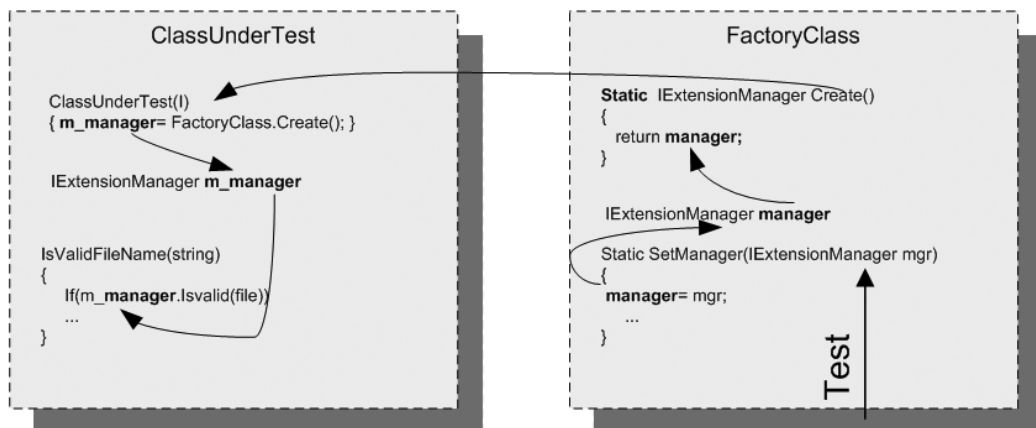 ClassUnderTest
ClassUnderTest(I)
{ m_manager= FactoryClass.Create(); }
IExtensionManager m_manager
IsValidFileName(string)
{
If(m_manager.Isvalid(file))
...
}
FactoryClass
Static IExtensionManager Create()
{
return manager;
}
IExtensionManager manager
Static SetManager(IExtensionManager mgr)
{
manager= mgr;
...
}
Test